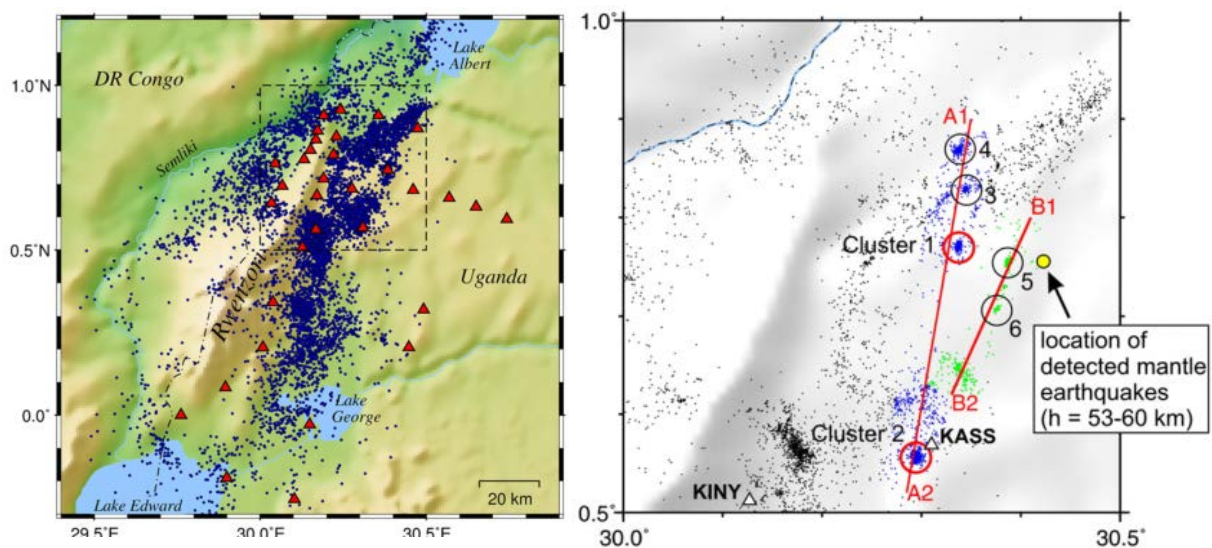 DR Congo
Lake
Albert
1.0°N
Semliki
0.5°N
Rwenzori
Uganda
0.0°
Lake
George
Lake Edward
20 km
29.5°E
30.0°
30.5°
1.0°
A1
4
3
B1
Cluster 1
5
6
location of
detected mantle
earthquakes
(h = 53-60 km)
B2
Cluster 2
KASS
KINY
A2
0.5°
30.0°
30.5°